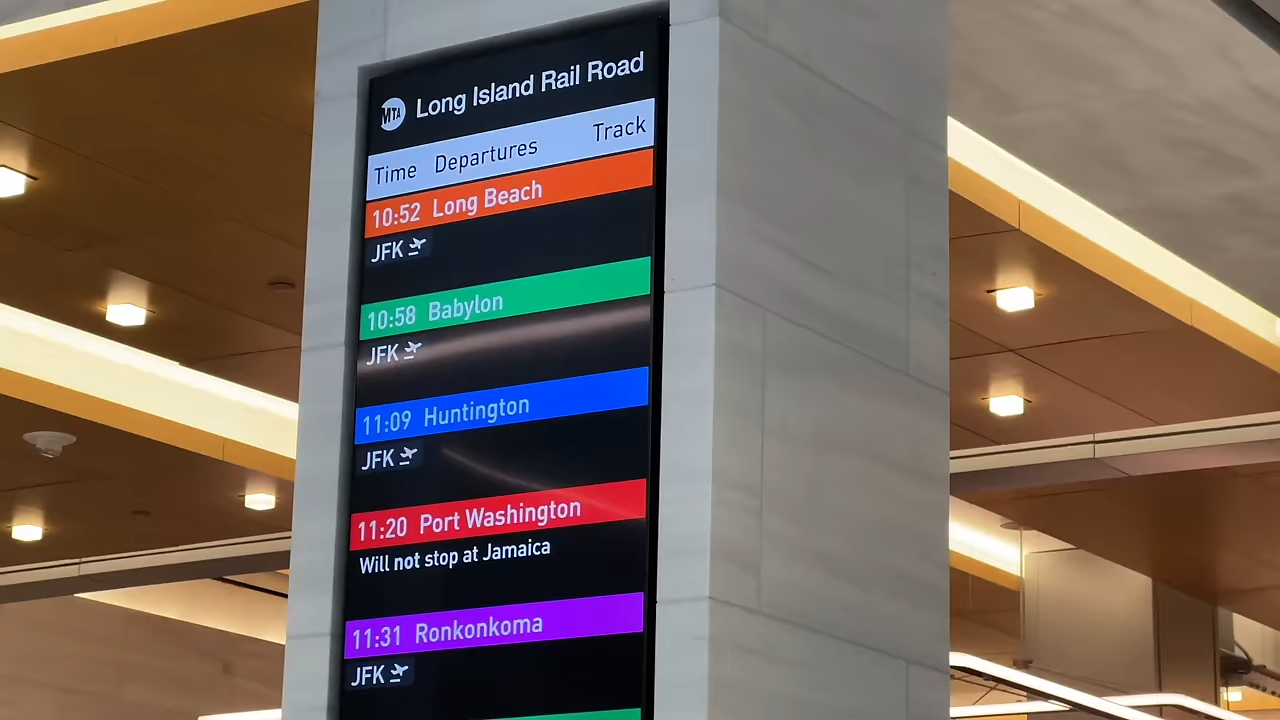 MTA Long Island Rail Road
Time Departures Track
10:52 Long Beach
JFK
10:58 Babylon
JFK
11:09 Huntington
JFK
11:20 Port Washington
Will not stop at Jamaica
11:31 Ronkonkoma
JFK